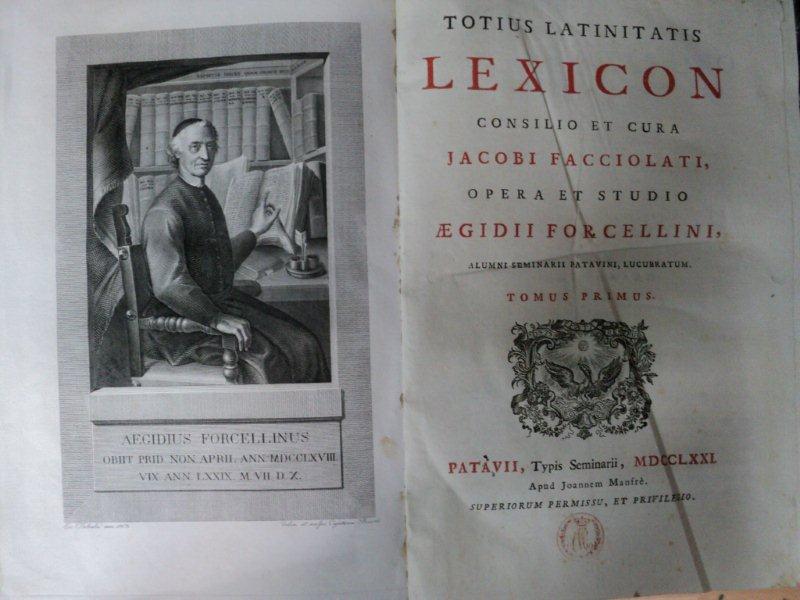 AEGIDIUS FORCELLINUS
OBIIT PRID. NON. APRIL. ANN. MDCCLXVIII.
VIX. ANN. LXXIX. M. VII. D. X.
TOTIUS LATINITATIS
LEXICON
CONSILIO ET CURA
JACOBI FACCIOLATI,
OPERA ET STUDIO
ÆGIDII FORCELLINI,
ALUMNI SEMINARII PATAVINI, LUCUBRATUM.
TOMUS PRIMUS.
PATAVII, Typis Seminarii, MDCCLXXI.
Apud Joannem Manfrè.
SUPERIORUM PERMISSU, ET PRIVILEGIO.